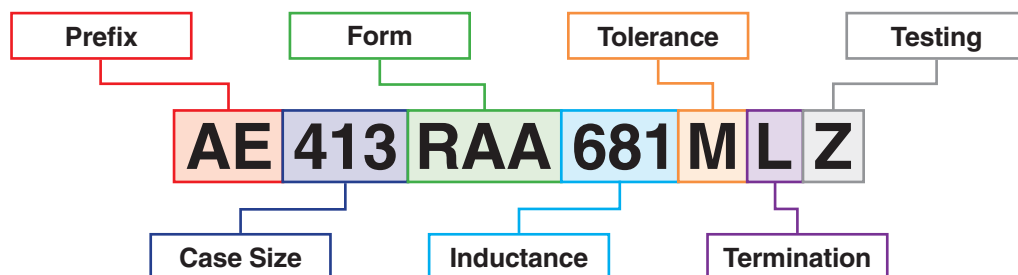 Prefix Form Tolerance Testing
AE 413 RAA 681 M L Z
Case Size Inductance Termination